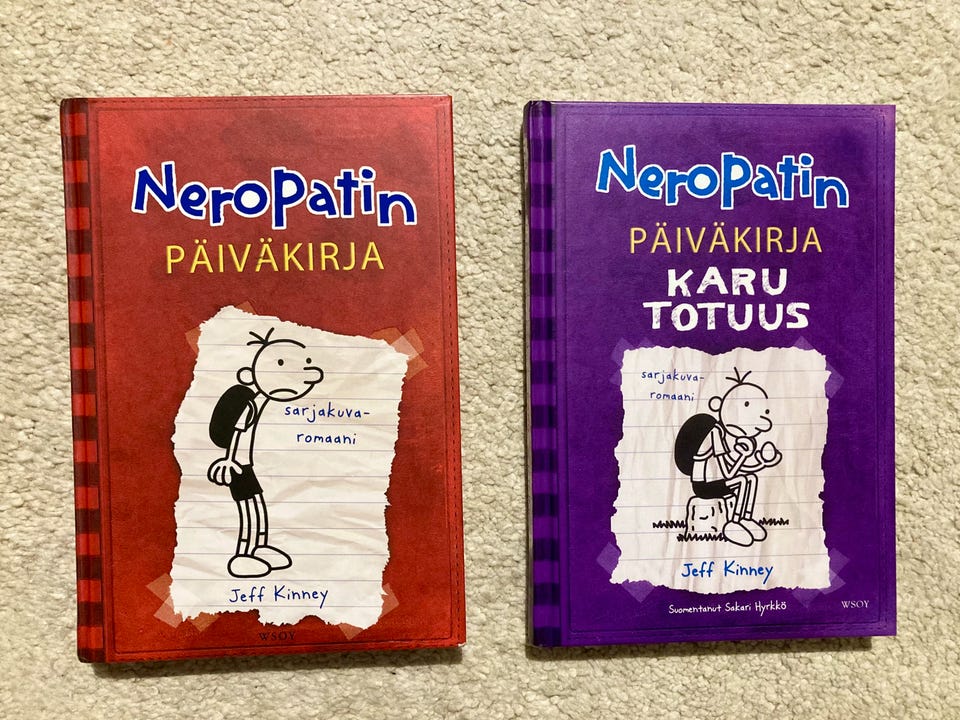 Neropatin
PÄIVÄKIRJA
sarjakuva-
romaani
Jeff Kinney
WSOY
Neropatin
PÄIVÄKIRJA
KARU
TOTUUS
sarjakuva-
romaani
Jeff Kinney
Suomentanut Sakari Hyrkkö
WSOY